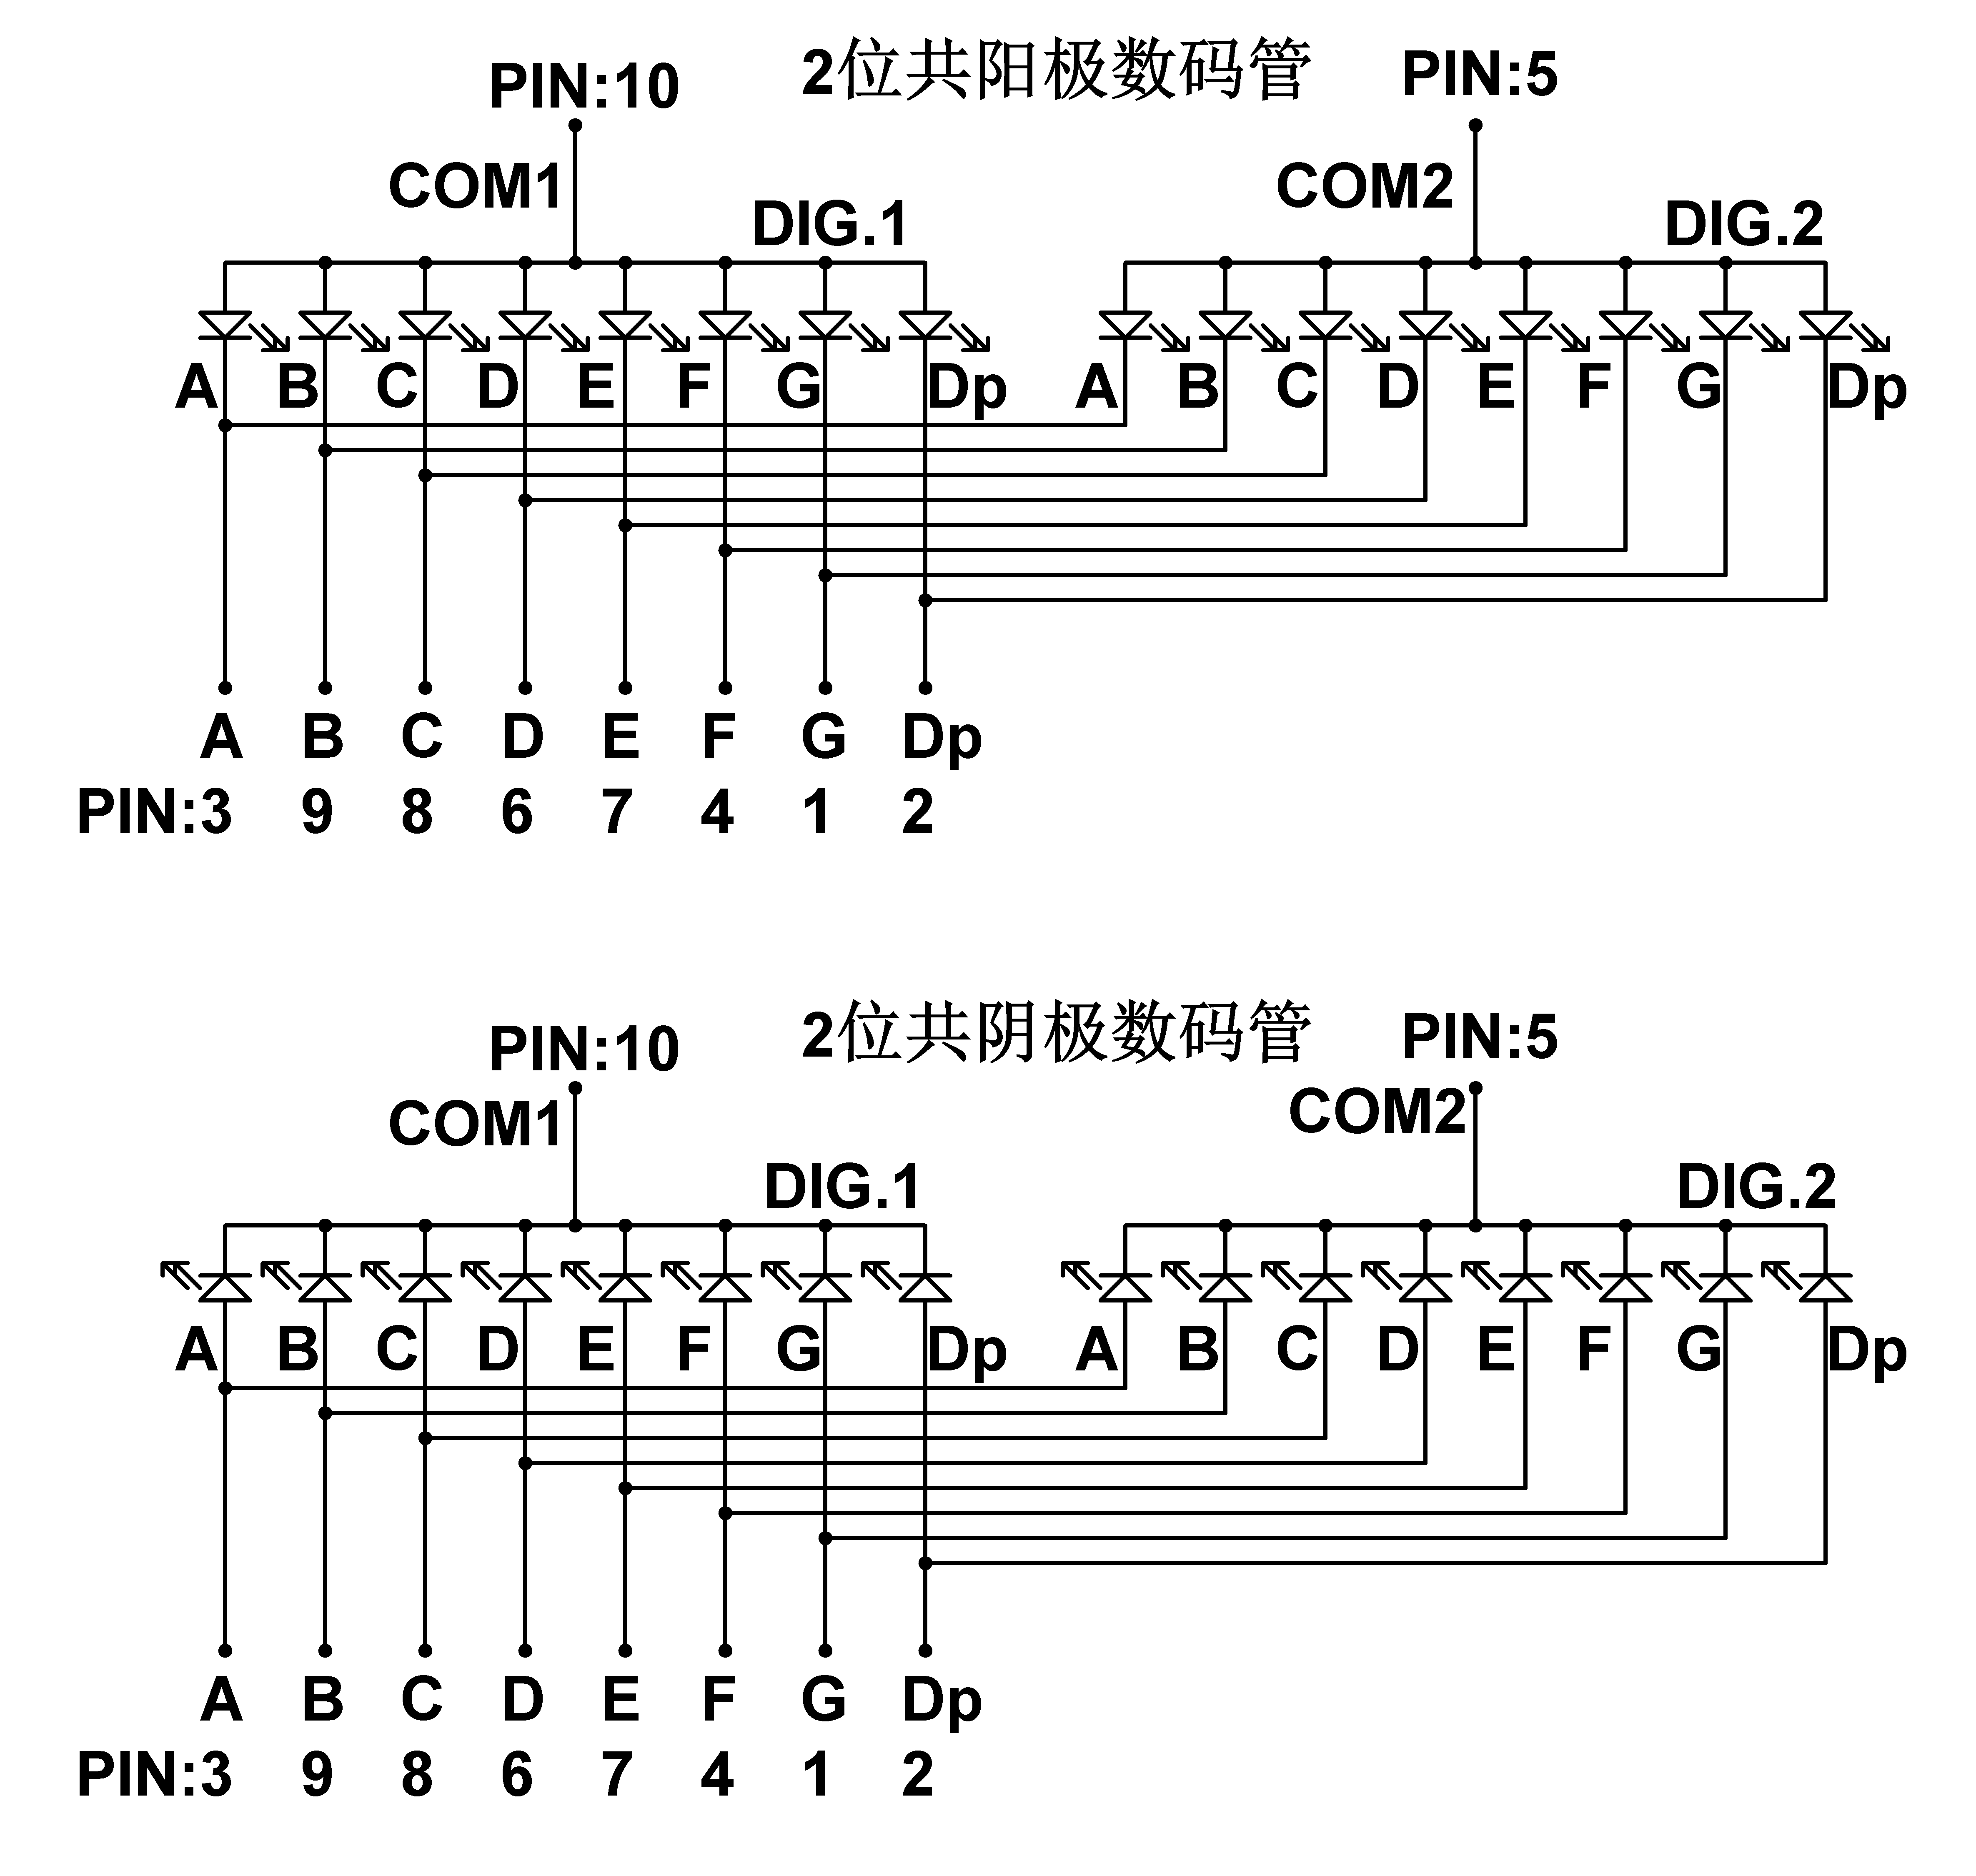 2位共阳极数码管
PIN:10
PIN:5
COM1
COM2
DIG.1
DIG.2
A B C D E F G Dp
A B C D E F G Dp
A B C D E F G Dp
PIN:3 9 8 6 7 4 1 2
2位共阴极数码管
PIN:10
PIN:5
COM1
COM2
DIG.1
DIG.2
A B C D E F G Dp
A B C D E F G Dp
A B C D E F G Dp
PIN:3 9 8 6 7 4 1 2